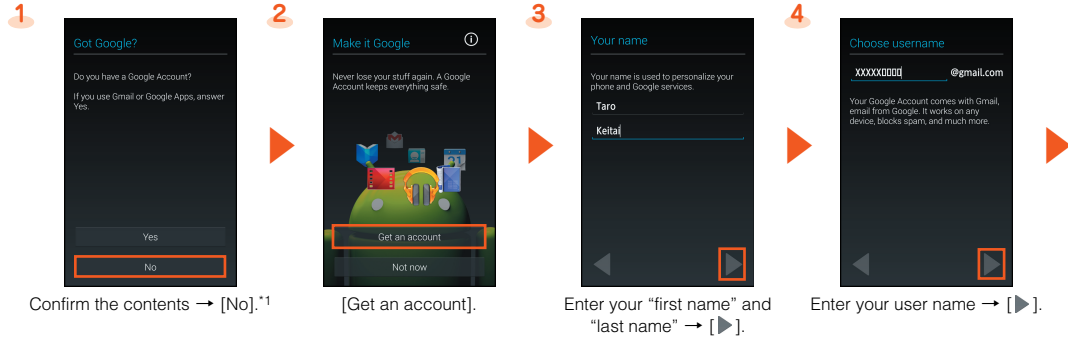 1
Got Google?
Do you have a Google Account?
If you use Gmail or Google Apps, answer
Yes.
Yes
No
Confirm the contents → [No].*1
2
Make it Google
Never lose your stuff again. A Google
Account keeps everything safe.
31
Get an account
Not now
[Get an account].
3
Your name
Your name is used to personalize your
phone and Google services.
Taro
Keitai
Enter your “first name” and
“last name” → [▶].
4
Choose username
XXXXX□□□□ @gmail.com
Your Google Account comes with Gmail,
email from Google. It works on any
device, blocks spam, and much more.
Enter your user name → [▶].